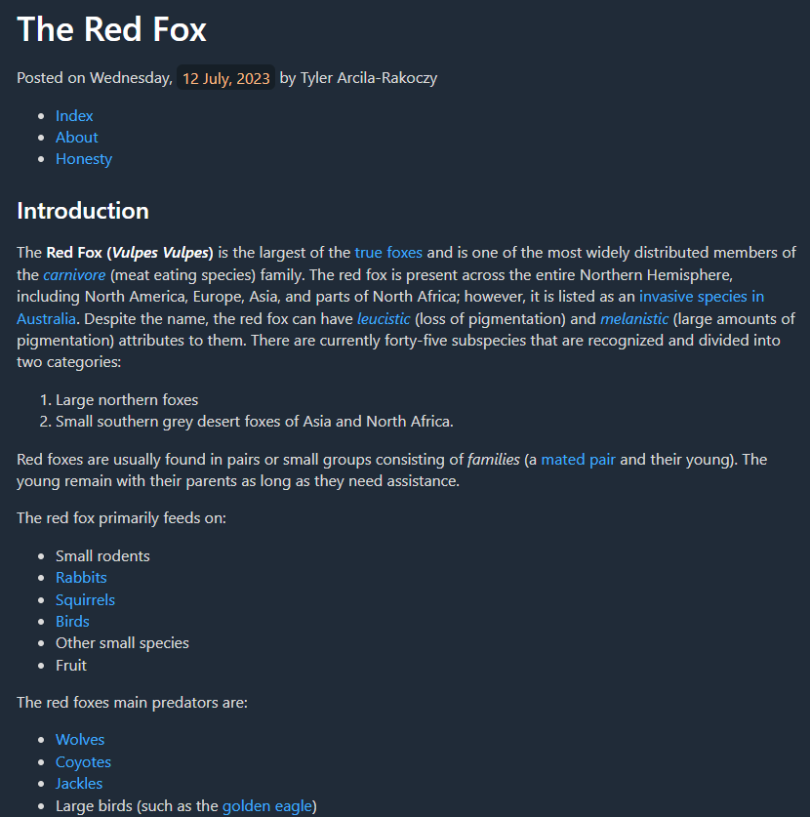 The Red Fox
Posted on Wednesday, 12 July, 2023 by Tyler Arcila-Rakoczy
Index
About
Honesty
Introduction
The Red Fox (Vulpes Vulpes) is the largest of the true foxes and is one of the most widely distributed members of
the carnivore (meat eating species) family. The red fox is present across the entire Northern Hemisphere,
including North America, Europe, Asia, and parts of North Africa; however, it is listed as an invasive species in
Australia. Despite the name, the red fox can have leucistic (loss of pigmentation) and melanistic (large amounts of
pigmentation) attributes to them. There are currently forty-five subspecies that are recognized and divided into
two categories:
1. Large northern foxes
2. Small southern grey desert foxes of Asia and North Africa.
Red foxes are usually found in pairs or small groups consisting of families (a mated pair and their young). The
young remain with their parents as long as they need assistance.
The red fox primarily feeds on:
Small rodents
Rabbits
Squirrels
Birds
Other small species
Fruit
The red foxes main predators are:
Wolves
Coyotes
Jackles
Large birds (such as the golden eagle)